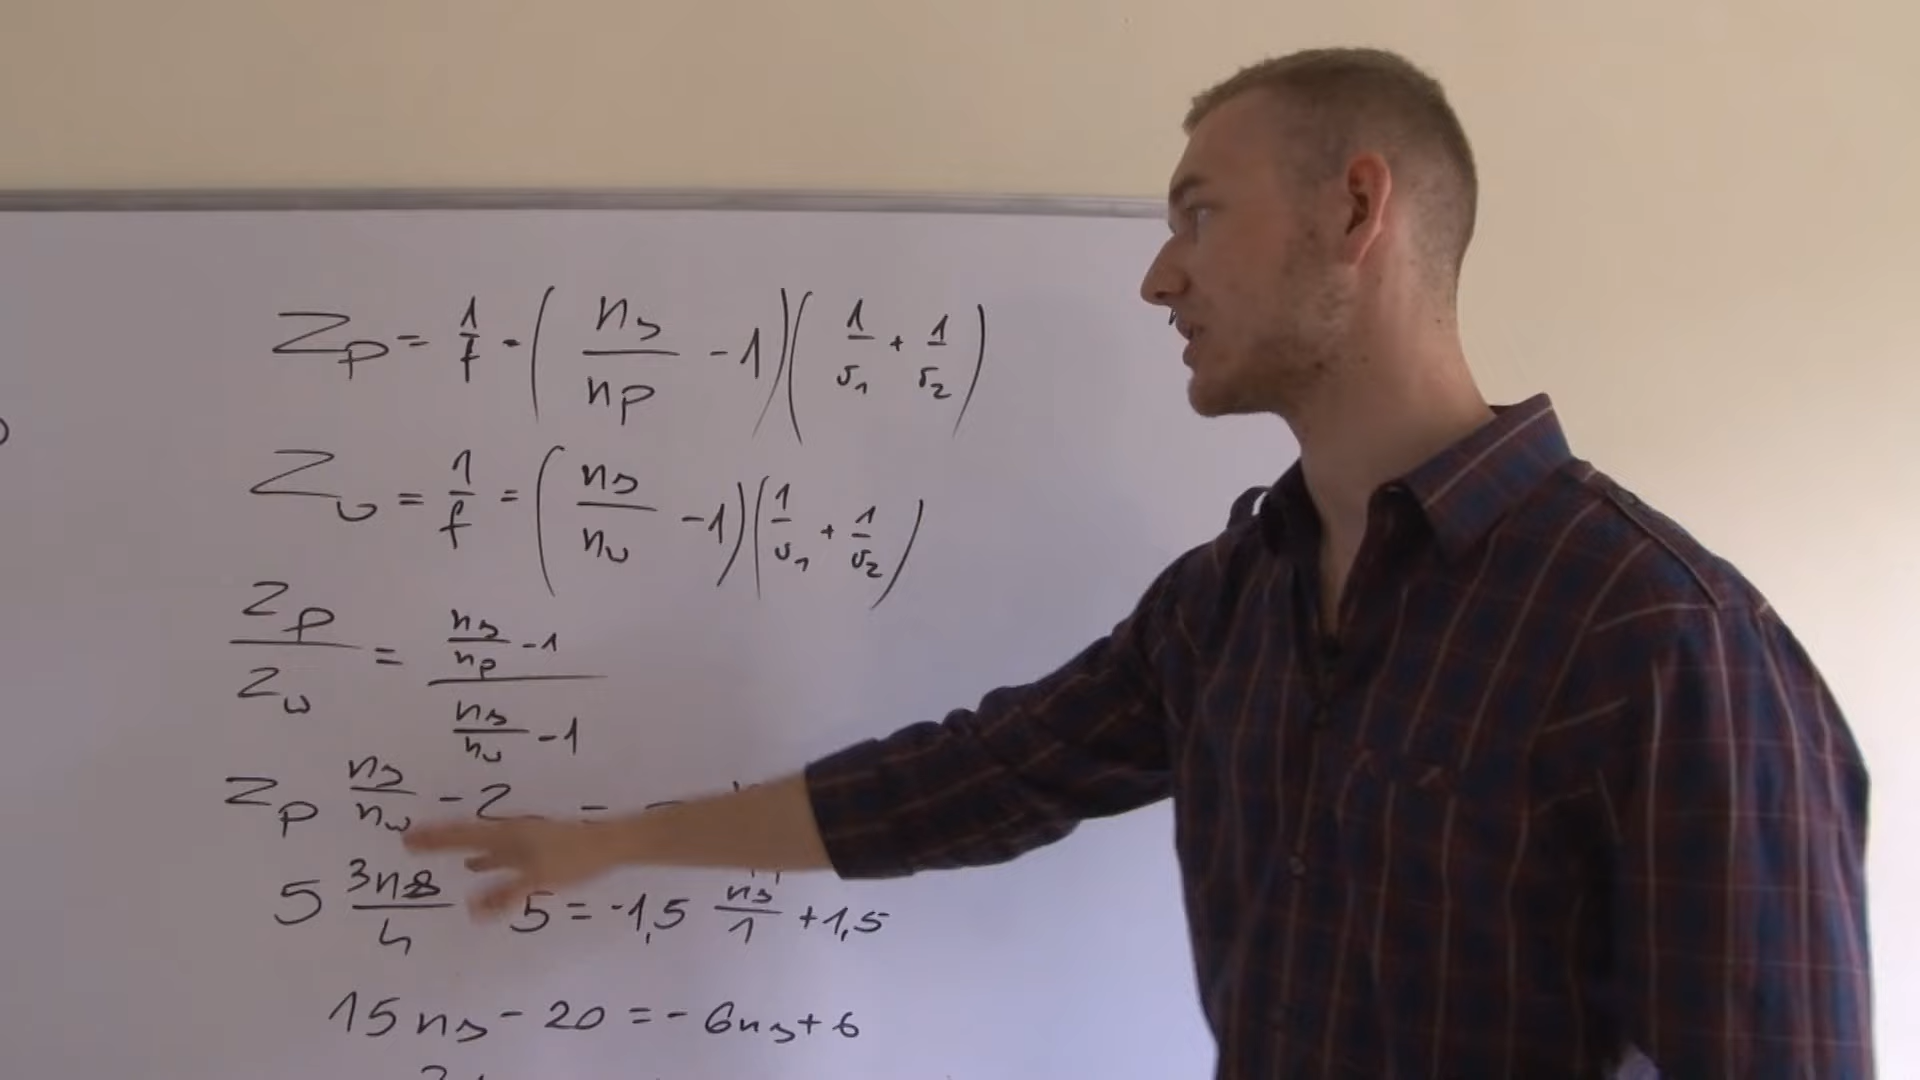 Zp = 1/f = (ns/np - 1)(1/r1 + 1/r2)
Zw = 1/f = (ns/nw - 1)(1/r1 + 1/r2)
Zp/Zw = (ns/np - 1)/(ns/nw - 1)
Zp ns/nw - Z = -
5 3ns/4 5 = -1,5 ns/1 + 1,5
15ns - 20 = - 6ns + 6